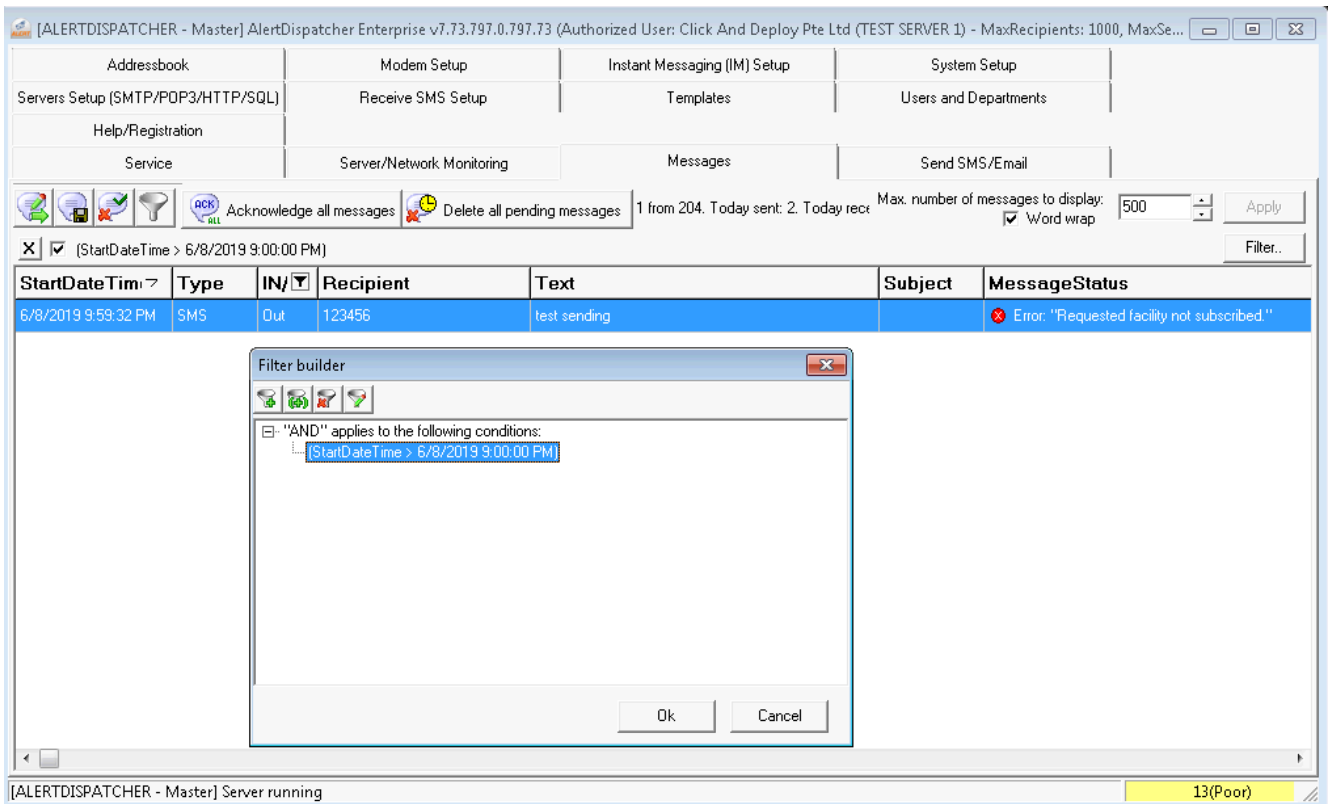 [ALERTDISPATCHER - Master] AlertDispatcher Enterprise v7.73.797.0.797.73 (Authorized User: Click And Deploy Pte Ltd (TEST SERVER 1) - MaxRecipients: 1000, MaxSe...
Addressbook Modem Setup Instant Messaging (IM) Setup System Setup
Servers Setup (SMTP/POP3/HTTP/SQL) Receive SMS Setup Templates Users and Departments
Help/Registration
Service Server/Network Monitoring Messages Send SMS/Email
ACK ALL Acknowledge all messages Delete all pending messages 1 from 204. Today sent: 2. Today rece Max. number of messages to display: 500 Apply
Word wrap
X (StartDateTime > 6/8/2019 9:00:00 PM) Filter..
StartDateTim Type IN/ Recipient Text Subject MessageStatus
6/8/2019 9:59:32 PM SMS Out 123456 test sending Error: "Requested facility not subscribed."
Filter builder
"AND" applies to the following conditions:
(StartDateTime > 6/8/2019 9:00:00 PM)
Ok Cancel
[ALERTDISPATCHER - Master] Server running 13(Poor)